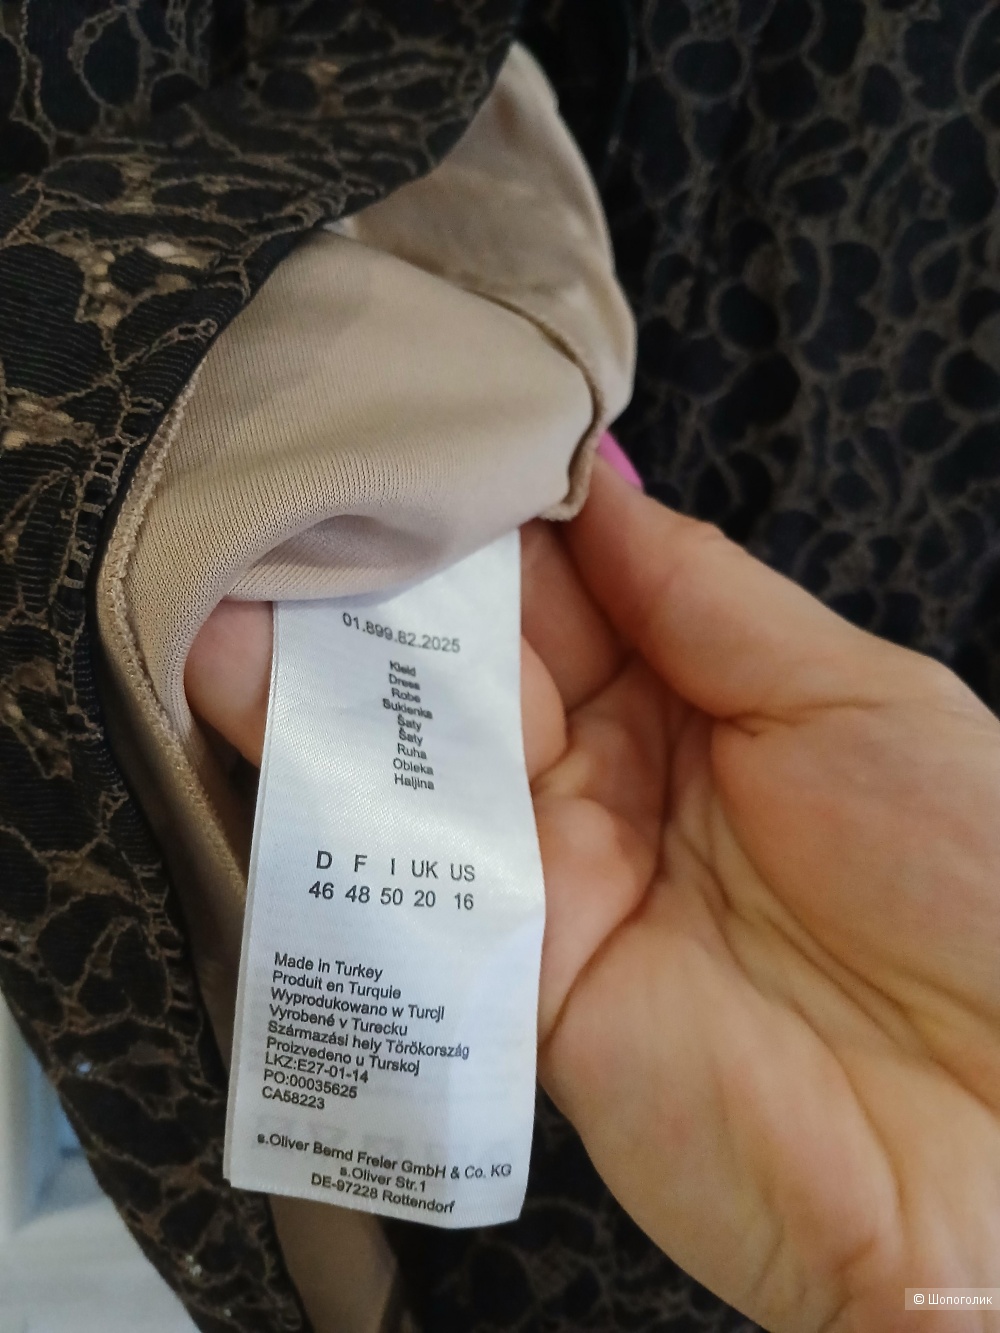 01.899.82.2025
Kleid
Dress
Robe
Sukienka
Šaty
Šaty
Ruha
Obleka
Haljina
D F I UK US
46 48 50 20 16
Made in Turkey
Produit en Turquie
Wyprodukowano w Turcji
Vyrobené v Turecku
Származási hely Törökország
Proizvedeno u Turskoj
LKZ:E27-01-14
PO:00035625
CA58223
s.Oliver Bernd Freier GmbH & Co. KG
s.Oliver Str.1
DE-97228 Rottendorf
© Шопоголик